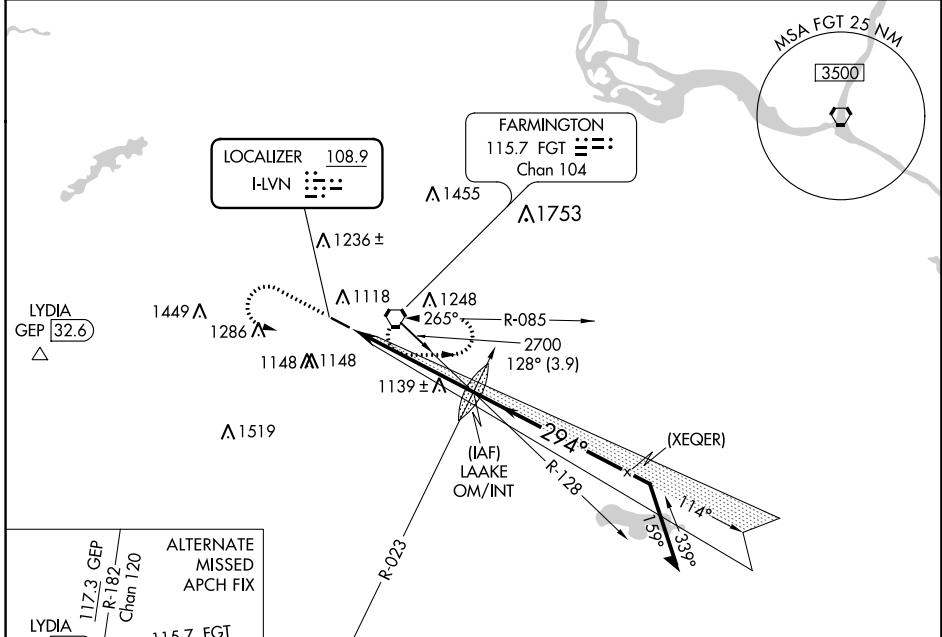 MSA FGT 25 NM
3500
FARMINGTON
115.7 FGT
Chan 104
LOCALIZER 108.9
I-LVN
1455
1753
1236 ±
1118
1248
1449
1286
LYDIA
GEP 32.6
265°
R-085
2700
128° (3.9)
1148
1148
1139 ±
1519
(IAF)
LAAKE
OM/INT
294°
(XEQER)
R-128
114°
159°
339°
R-023
ALTERNATE
MISSED
APCH FIX
117.3 GEP
R-182
Chan 120
LYDIA
115.7 FGT